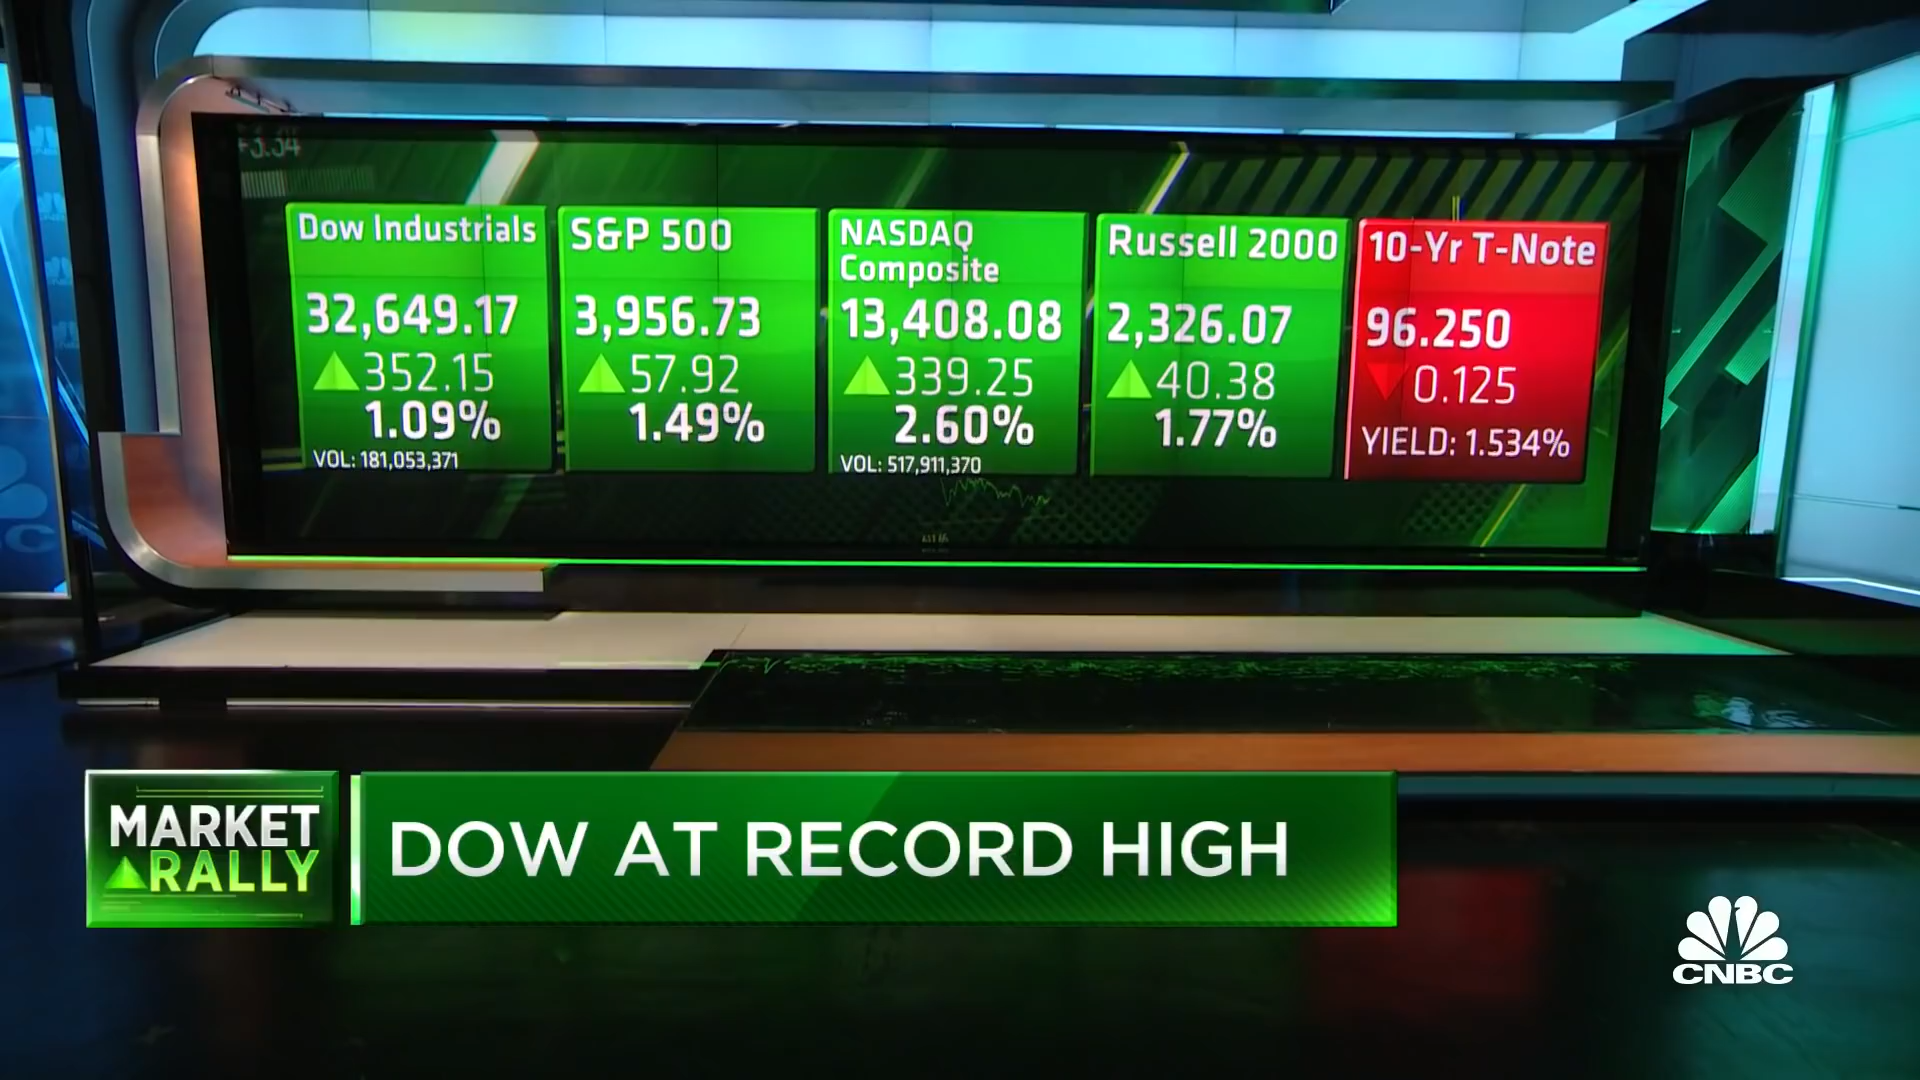 +3.34
Dow Industrials
32,649.17
352.15
1.09%
VOL: 181,053,371
S&P 500
3,956.73
57.92
1.49%
NASDAQ
Composite
13,408.08
339.25
2.60%
VOL: 517,911,370
Russell 2000
2,326.07
40.38
1.77%
10-Yr T-Note
96.250
0.125
YIELD: 1.534%
MARKET
RALLY
DOW AT RECORD HIGH
CNBC